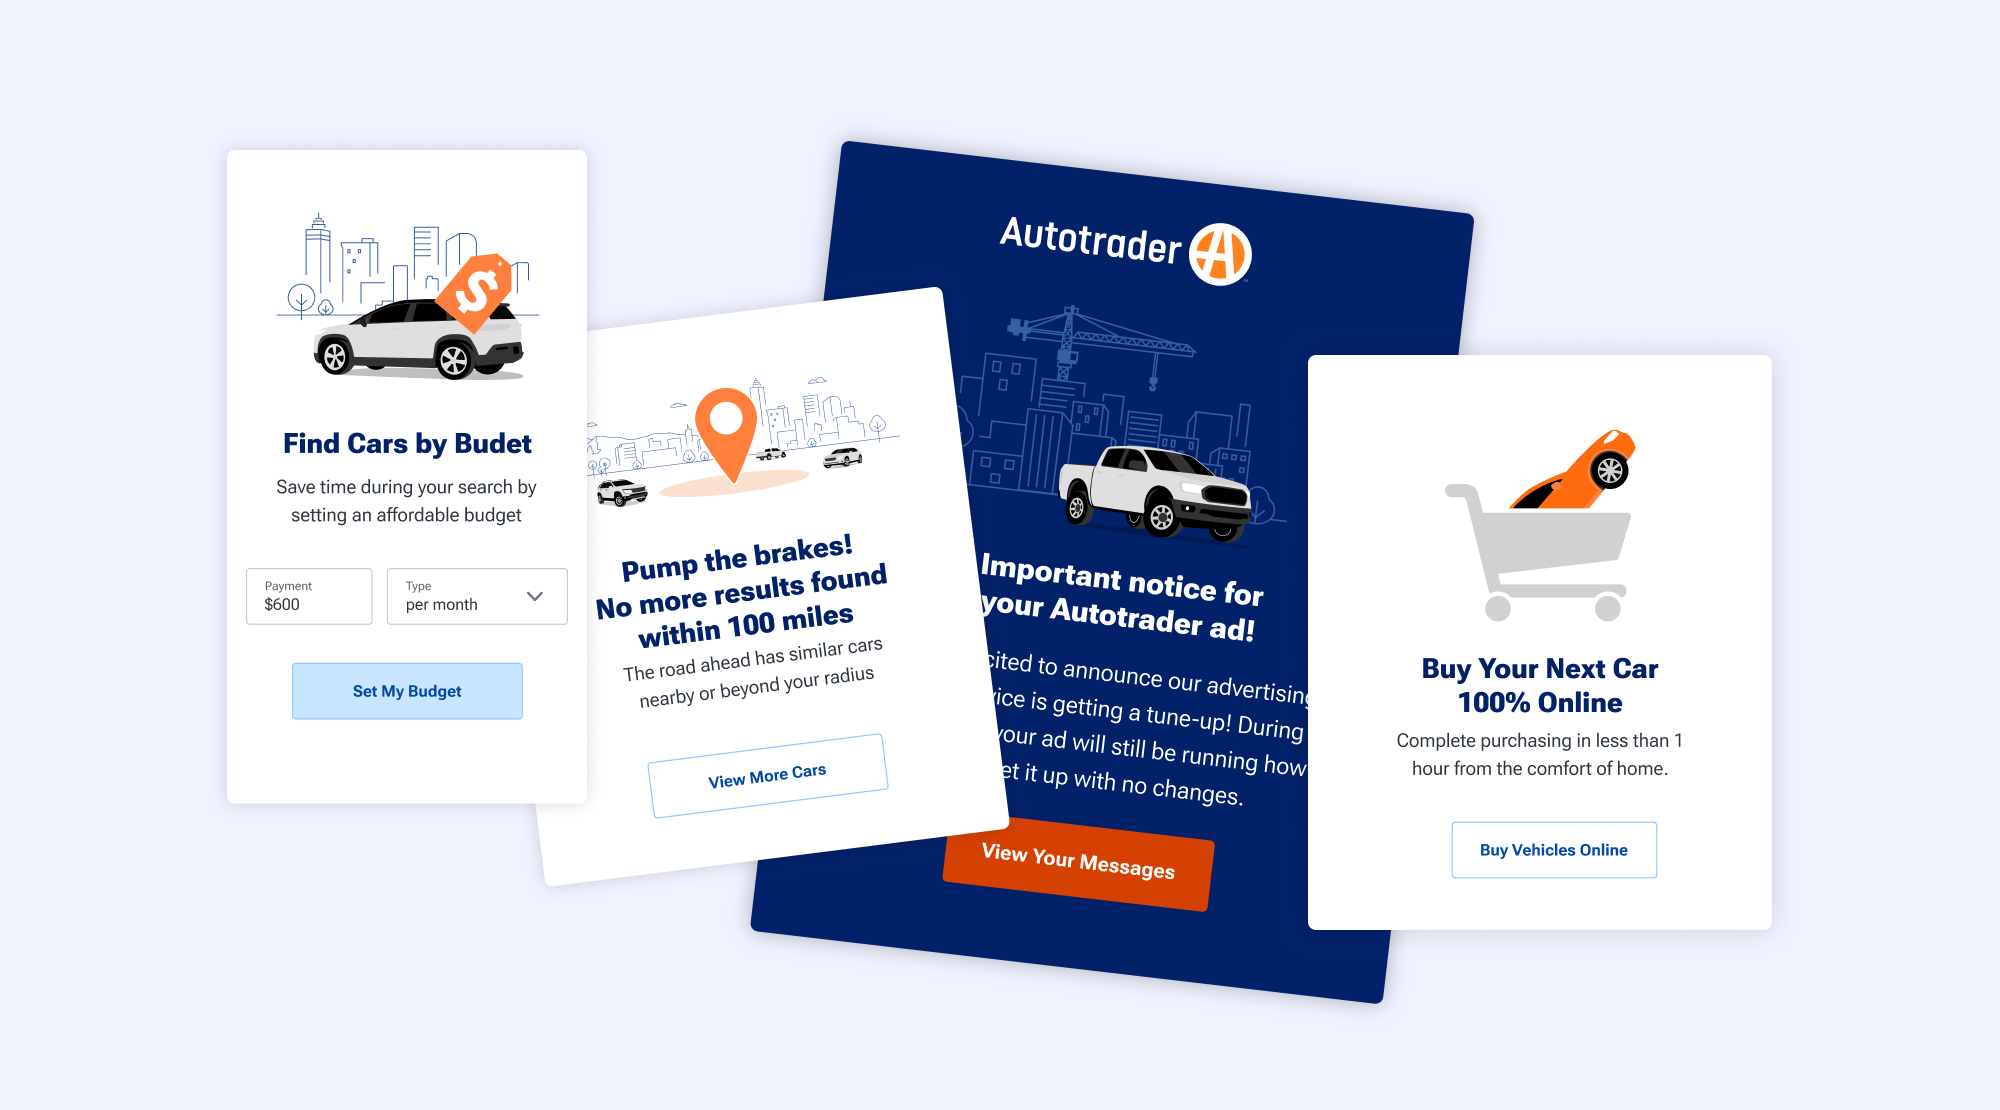 Find Cars by Budet
Save time during your search by
setting an affordable budget
Payment
$600
Type
per month
Set My Budget
Pump the brakes!
No more results found
within 100 miles
The road ahead has similar cars
nearby or beyond your radius
View More Cars
Autotrader
Important notice for
your Autotrader ad!
to announce our advertising
is getting a tune-up! During
your ad will still be running how
it up with no changes.
View Your Messages
Buy Your Next Car
100% Online
Complete purchasing in less than 1
hour from the comfort of home.
Buy Vehicles Online